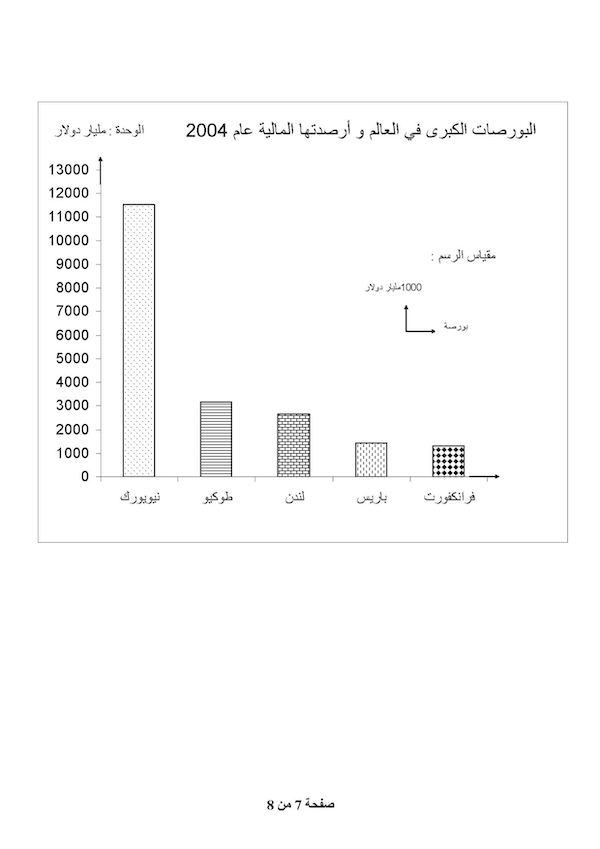 البورصات الكبرى في العالم و أرصدتها المالية عام 2004
الوحدة : مليار دولار
13000
12000
11000
10000
9000
8000
7000
6000
5000
4000
3000
2000
1000
0
مقياس الرسم :
1000مليار دولار
بورصة
نيويورك
طوكيو
لندن
باريس
فرانكفورت
صفحة 7 من 8